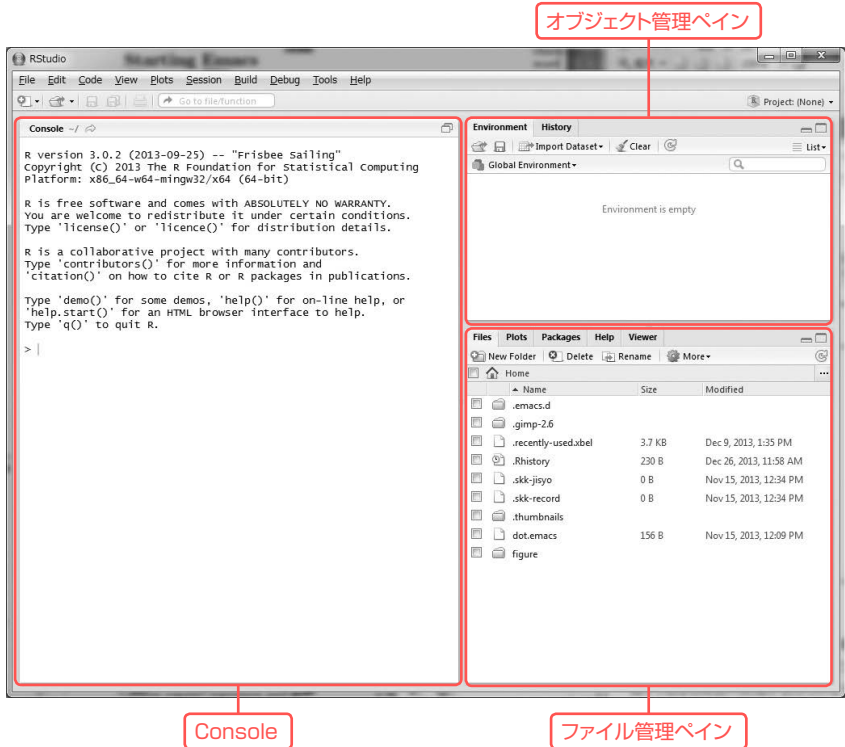 オブジェクト管理ペイン
RStudio
File Edit Code View Plots Session Build Debug Tools Help
Go to file/function
Project: (None)
Console ~/
R version 3.0.2 (2013-09-25) -- "Frisbee Sailing"
Copyright (C) 2013 The R Foundation for Statistical Computing
Platform: x86_64-w64-mingw32/x64 (64-bit)
R is free software and comes with ABSOLUTELY NO WARRANTY.
You are welcome to redistribute it under certain conditions.
Type 'license()' or 'licence()' for distribution details.
R is a collaborative project with many contributors.
Type 'contributors()' for more information and
'citation()' on how to cite R or R packages in publications.
Type 'demo()' for some demos, 'help()' for on-line help, or
'help.start()' for an HTML browser interface to help.
Type 'q()' to quit R.
>
Environment History
Import Dataset Clear List
Global Environment
Environment is empty
Files Plots Packages Help Viewer
New Folder Delete Rename More
Home ...
Name Size Modified
.emacs.d
.gimp-2.6
.recently-used.xbel 3.7 KB Dec 9, 2013, 1:35 PM
.Rhistory 230 B Dec 26, 2013, 11:58 AM
.skk-jisyo 0 B Nov 15, 2013, 12:34 PM
.skk-record 0 B Nov 15, 2013, 12:34 PM
.thumbnails
dot.emacs 156 B Nov 15, 2013, 12:09 PM
figure
Console
ファイル管理ペイン